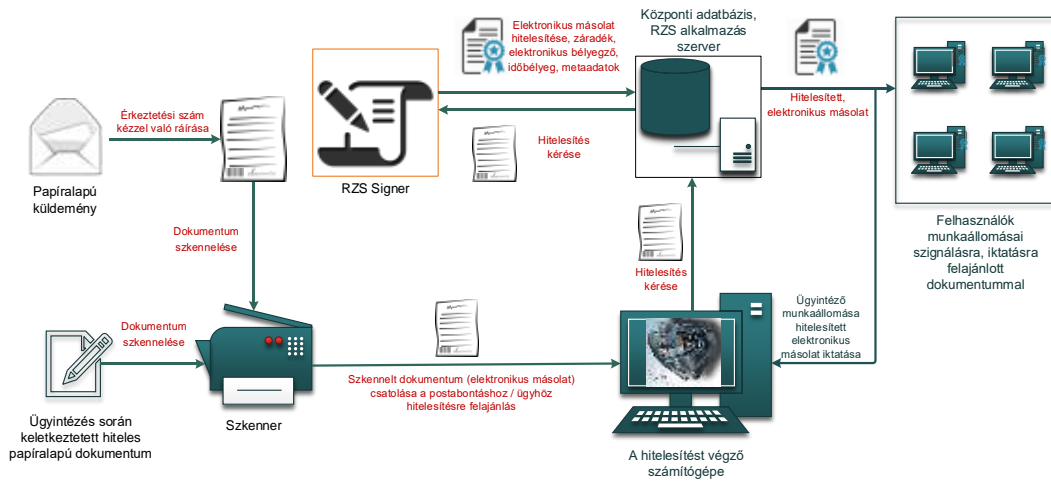 Elektronikus másolat
hitelesítése, záradék,
elektronikus bélyegző,
időbélyeg, metaadatok
Központi adatbázis,
RZS alkalmazás
szerver
Érkeztetési szám
kézzel való ráírása
Hitelesített,
elektronikus másolat
Hitelesítés
kérése
Papíralapú
küldemény
RZS Signer
Felhasználók
munkaállomásai
szignálásra, iktatásra
felajánlott
dokumentummal
Dokumentum
szkennelése
Hitelesítés
kérése
Ügyintéző
munkaállomása
hitelesített
elektronikus
másolat iktatása
Dokumentum
szkennelése
Szkennelt dokumentum (elektronikus másolat)
csatolása a postabontáshoz / ügyhöz
hitelesítésre felajánlás
Ügyintézés során
keletkeztetett hiteles
papíralapú dokumentum
Szkenner
A hitelesítést végző
számítógépe